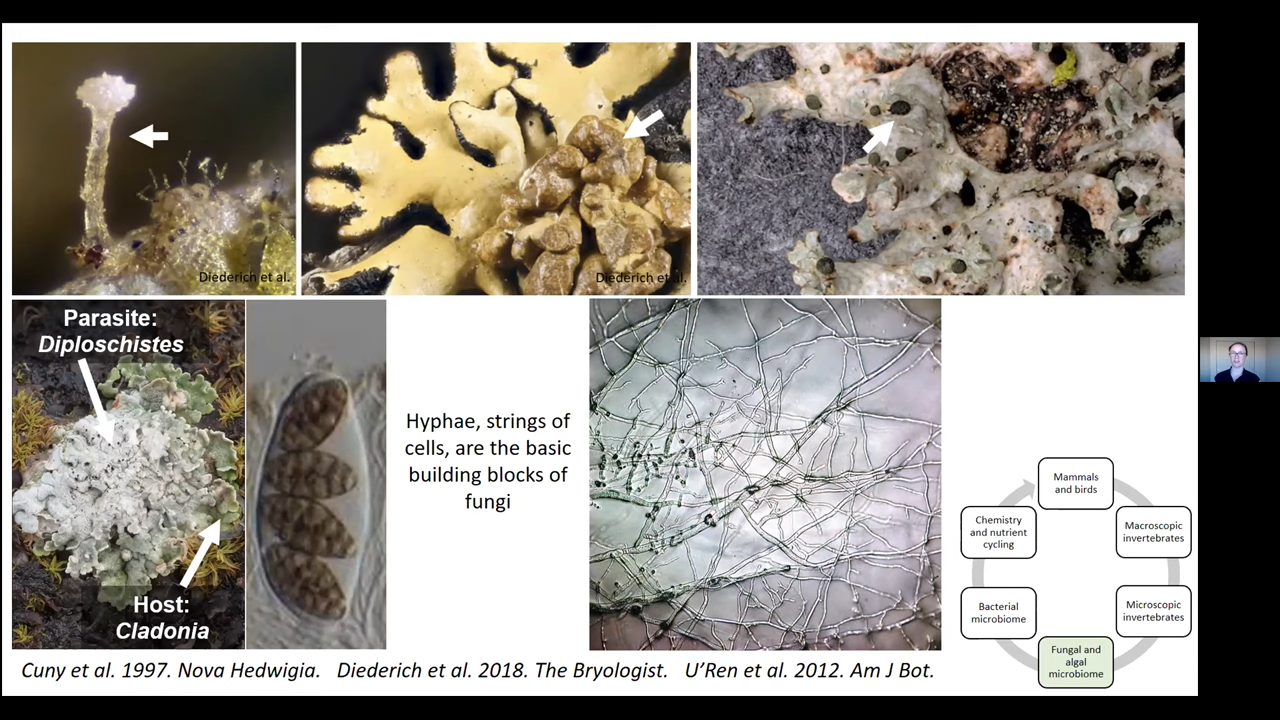 Diederich et al.
Diederich et al.
Parasite:
Diploschistes
Host:
Cladonia
Hyphae, strings of
cells, are the basic
building blocks of
fungi
Mammals
and birds
Macroscopic
invertebrates
Microscopic
invertebrates
Fungal and
algal
microbiome
Bacterial
microbiome
Chemistry
and nutrient
cycling
Cuny et al. 1997. Nova Hedwigia. Diederich et al. 2018. The Bryologist. U’Ren et al. 2012. Am J Bot.